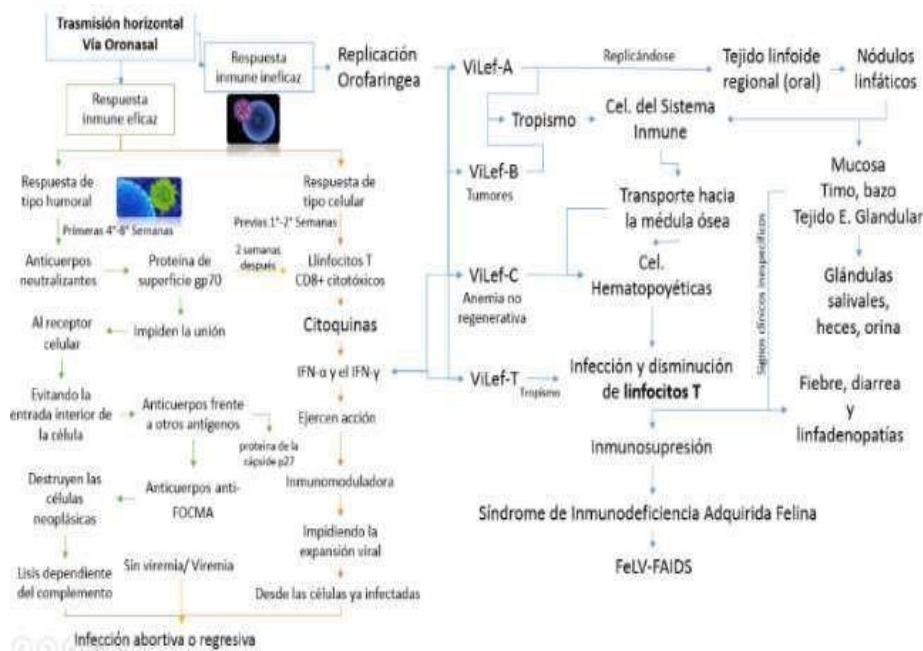 Trasmisión horizontal
Vía Oronasal
Respuesta
inmune ineficaz
Replicación
Orofaringea
Respuesta
inmune eficaz
Respuesta de
tipo humoral
Primeras 4°-8° Semanas
Respuesta
de tipo celular
Previas 1°-2° Semanas
Anticuerpos
neutralizantes
Proteína de
superficie gp70
2 semanas
después
Llinfocitos T
CD8+ citotóxicos
Al receptor
celular
Impiden la unión
Citoquinas
IFN-α y el IFN-γ
Evitando la
entrada interior de
la célula
Anticuerpos frente
a otros antígenos
proteína de la
cápside p27
Ejercen acción
Destruyen las
células
neoplásicas
Anticuerpos anti-
FOCMA
Inmunomoduladora
Impidiendo la
expansión viral
Lisis dependiente
del complemento
Sin viremia/ Viremia
Desde las células ya infectadas
Infección abortiva o regresiva
ViLef-A
Replicándose
Tejido linfoide
regional (oral)
Nódulos
linfáticos
Tropismo
Cel. del Sistema
Inmune
ViLef-B
Tumores
Transporte hacia
la médula ósea
Mucosa
Timo, bazo
Tejido E. Glandular
ViLef-C
Anemia no
regenerativa
Cel.
Hematopoyéticas
Signos clínicos inespecíficos
Glándulas
salivales,
heces, orina
ViLef-T
Tropismo
Infección y disminución
de linfocitos T
Fiebre, diarrea
y
linfadenopatías
Inmunosupresión
Síndrome de Inmunodeficiencia Adquirida Felina
FeLV-FAIDS